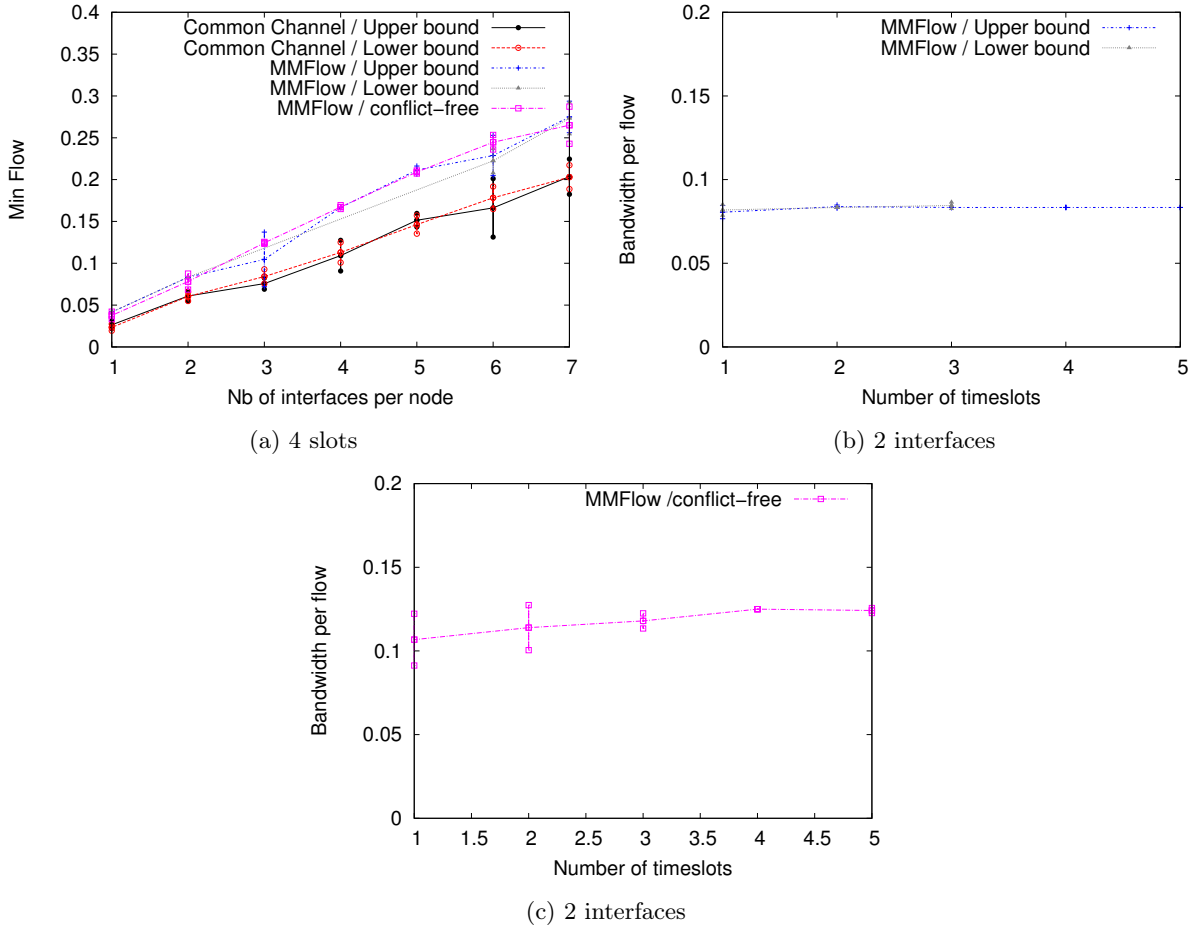 0.4
0.35
0.3
0.25
0.2
0.15
0.1
0.05
0
1 2 3 4 5 6 7
Min Flow
Nb of interfaces per node
Common Channel / Upper bound
Common Channel / Lower bound
MMFlow / Upper bound
MMFlow / Lower bound
MMFlow / conflict−free
(a) 4 slots
0.2
0.15
0.1
0.05
0
1 2 3 4 5
Bandwidth per flow
Number of timeslots
MMFlow / Upper bound
MMFlow / Lower bound
(b) 2 interfaces
0.2
0.15
0.1
0.05
0
1 1.5 2 2.5 3 3.5 4 4.5 5
Bandwidth per flow
Number of timeslots
MMFlow /conflict−free
(c) 2 interfaces